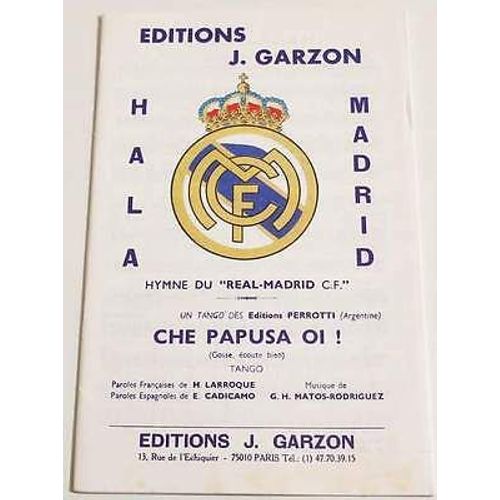 EDITIONS
J. GARZON
HALA
MADRID
MCF
HYMNE DU "REAL-MADRID C.F."
UN TANGO DES Editions PERROTTI (Argentine)
CHE PAPUSA OI !
(Gosse, écoute bien)
TANGO
Paroles Françaises de H. LARROQUE
Paroles Espagnoles de E. CADICAMO
Musique de
G. H. MATOS-RODRIGUEZ
EDITIONS J. GARZON
13, Rue de l'Echiquier - 75010 PARIS Tél.: (1) 47.70.39.15